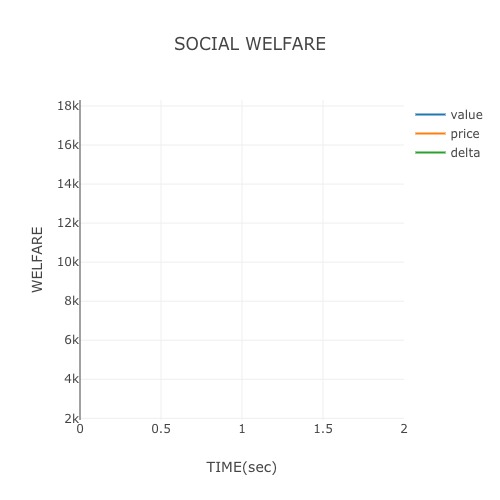 SOCIAL WELFARE
value
price
delta
18k
16k
14k
12k
10k
8k
6k
4k
2k
WELFARE
0 0.5 1 1.5 2
TIME(sec)